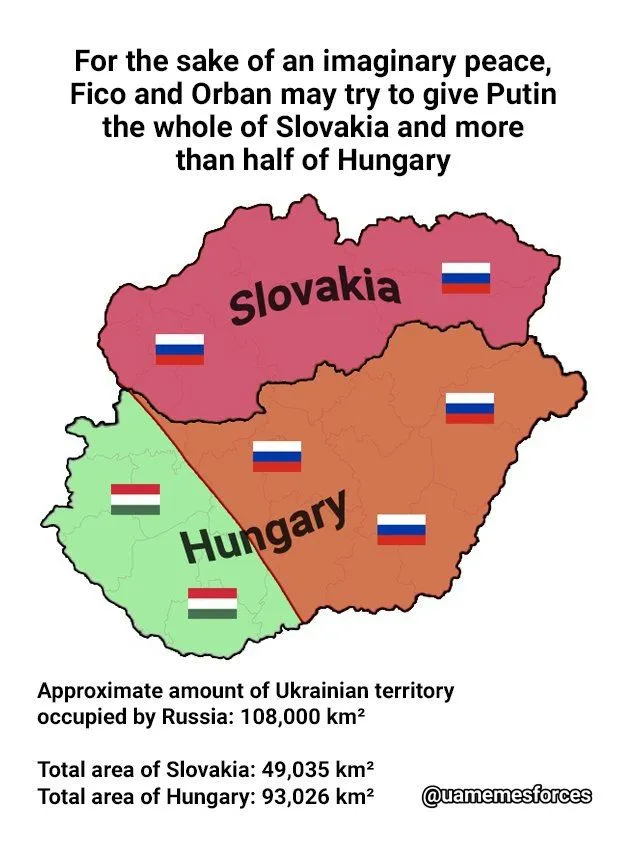 For the sake of an imaginary peace,
Fico and Orban may try to give Putin
the whole of Slovakia and more
than half of Hungary
Slovakia
Hungary
Approximate amount of Ukrainian territory
occupied by Russia: 108,000 km²
Total area of Slovakia: 49,035 km²
Total area of Hungary: 93,026 km²
@uamemesforces